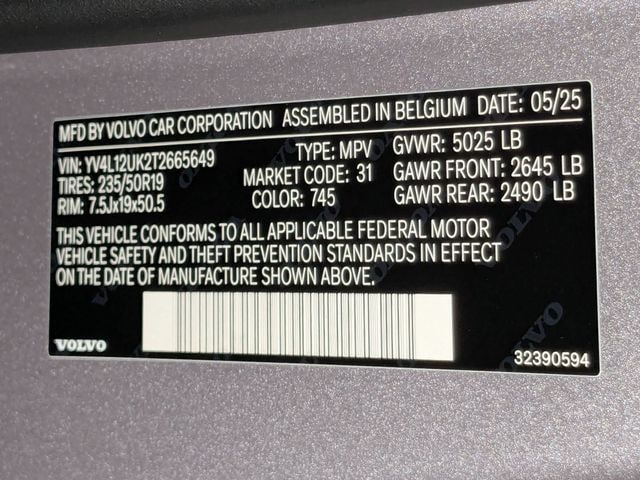 MFD BY VOLVO CAR CORPORATION ASSEMBLED IN BELGIUM DATE: 05/25
VIN: YV4L12UK2T2665649 TYPE: MPV GVWR: 5025 LB
TIRES: 235/50R19 MARKET CODE: 31 GAWR FRONT: 2645 LB
RIM: 7.5Jx19x50.5 COLOR: 745 GAWR REAR: 2490 LB
THIS VEHICLE CONFORMS TO ALL APPLICABLE FEDERAL MOTOR
VEHICLE SAFETY AND THEFT PREVENTION STANDARDS IN EFFECT
ON THE DATE OF MANUFACTURE SHOWN ABOVE.
VOLVO 32390594